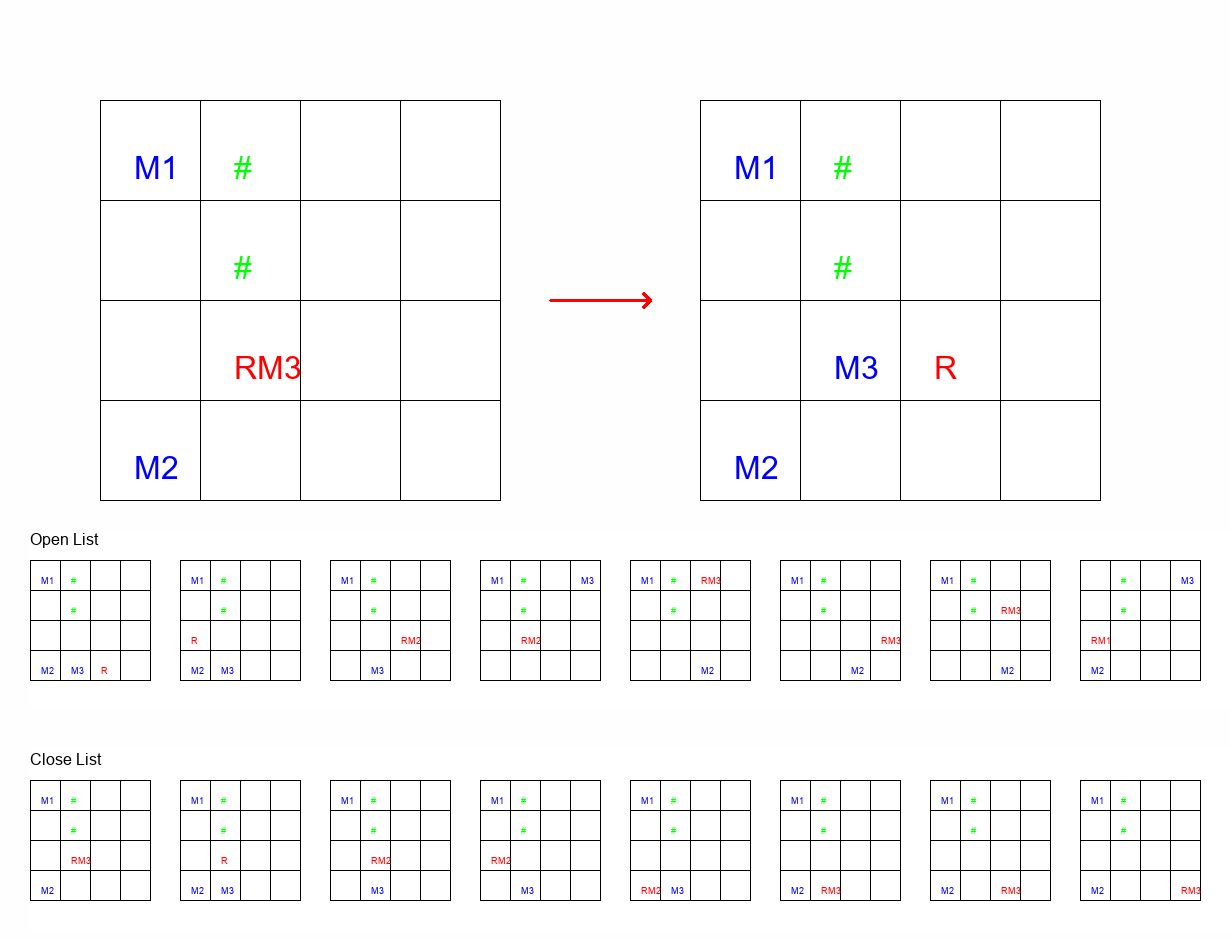 M1 # M1 #
# #
RM3 M3 R
M2 M2
Open List
M1 # M1 # M1 # M1 # M3 M1 # RM3 M1 # M1 # # M3
# # # # # # # RM3 #
R RM2 RM2 RM3 RM1
M2 M3 R M2 M3 M3 M2 M2 M2 M2
Close List
M1 # M1 # M1 # M1 # M1 # M1 # M1 # M1 #
# # # # # # # #
RM3 R RM2 RM2
M2 M2 M3 M3 M3 RM2 M3 M2 RM3 M2 RM3 M2 RM3